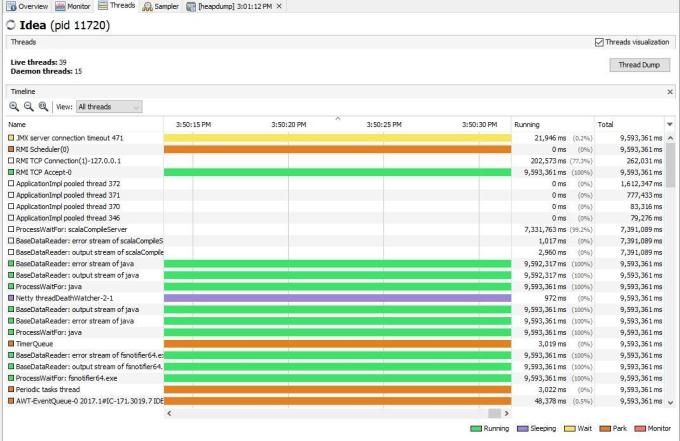 Overview Monitor Threads Sampler [heapdump] 3:01:12 PM
Idea (pid 11720)
Threads Threads visualization
Live threads: 39
Daemon threads: 15
Thread Dump
Timeline
View: All threads
Name 3:50:15 PM 3:50:20 PM 3:50:25 PM 3:50:30 PM Running Total
JMX server connection timeout 471 21,946 ms (0.2%) 9,593,361 ms
RMI Scheduler(0) 0 ms (0%) 9,593,361 ms
RMI TCP Connection(1)-127.0.0.1 202,573 ms (77.3%) 262,031 ms
RMI TCP Accept-0 9,593,361 ms (100%) 9,593,361 ms
ApplicationImpl pooled thread 372 0 ms (0%) 1,612,347 ms
ApplicationImpl pooled thread 371 0 ms (0%) 777,433 ms
ApplicationImpl pooled thread 370 0 ms (0%) 83,316 ms
ApplicationImpl pooled thread 346 0 ms (0%) 79,276 ms
ProcessWaitFor: scalaCompileServer 7,331,763 ms (99.2%) 7,391,089 ms
BaseDataReader: error stream of scalaCompileS 1,017 ms (0%) 7,391,089 ms
BaseDataReader: output stream of scalaCompile 2,960 ms (0%) 7,391,089 ms
BaseDataReader: error stream of java 9,592,317 ms (100%) 9,593,361 ms
BaseDataReader: output stream of java 9,593,361 ms (100%) 9,593,361 ms
ProcessWaitFor: java 9,593,361 ms (100%) 9,593,361 ms
Netty threadDeathWatcher-2-1 972 ms (0%) 9,593,361 ms
BaseDataReader: output stream of java 9,593,361 ms (100%) 9,593,361 ms
BaseDataReader: error stream of java 9,593,361 ms (100%) 9,593,361 ms
ProcessWaitFor: java 9,593,361 ms (100%) 9,593,361 ms
TimerQueue 3,019 ms (0%) 9,593,361 ms
BaseDataReader: error stream of fsnotifier64.ex 9,593,361 ms (100%) 9,593,361 ms
BaseDataReader: output stream of fsnotifier64. 9,593,361 ms (100%) 9,593,361 ms
ProcessWaitFor: fsnotifier64.exe 9,593,361 ms (100%) 9,593,361 ms
Periodic tasks thread 3,022 ms (0%) 9,593,361 ms
AWT-EventQueue-0 2017.1#IC-171.3019.7 IDE 48,378 ms (0.5%) 9,593,361 ms
Running Sleeping Wait Park Monitor